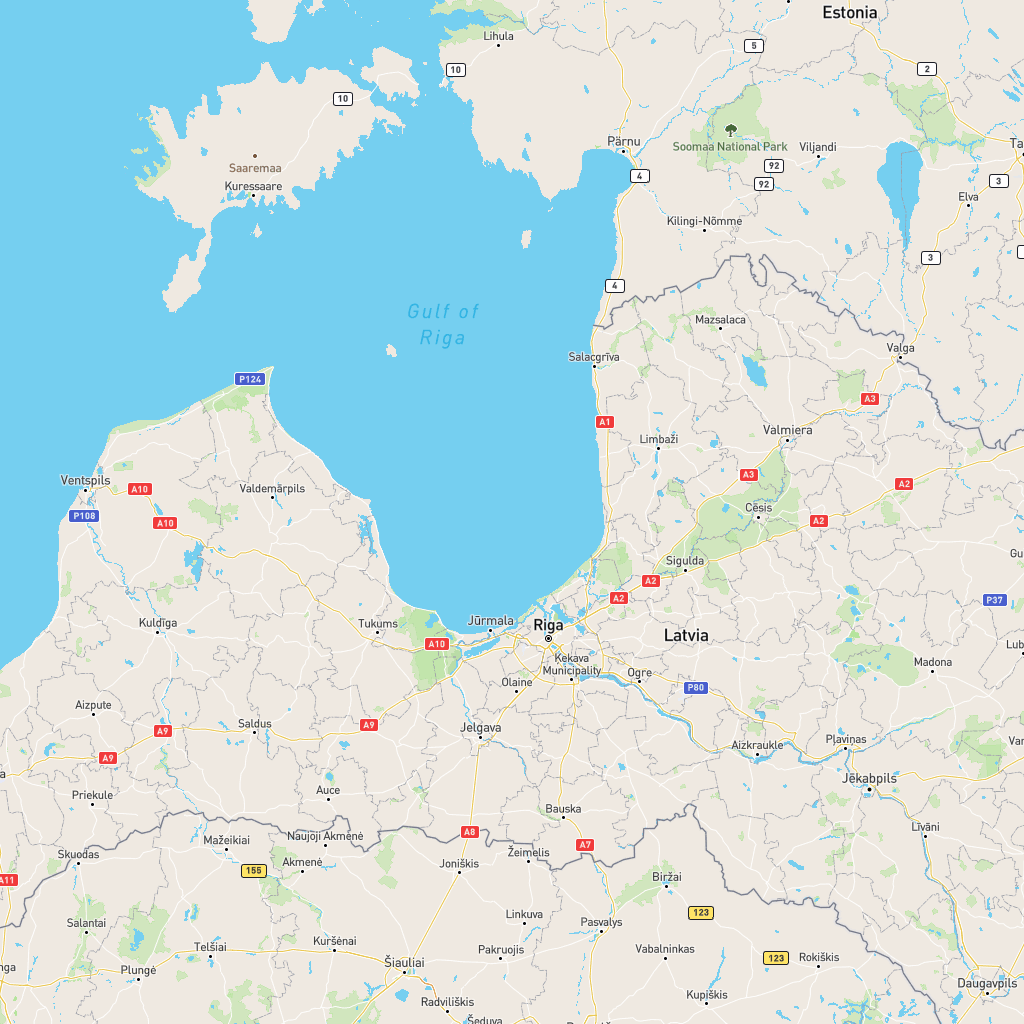 Estonia
Lihula
5
10
2
10
Pärnu
Soomaa National Park
Viljandi
Saaremaa
Kuressaare
92
4
92
3
Elva
Kilingi-Nõmme
3
4
Gulf of
Riga
Mazsalaca
Salacgrīva
Valga
P124
A3
A1
Limbaži
Valmiera
Ventspils
A10
Valdemārpils
A3
A2
P108
A10
Cēsis
A2
Sigulda
A2
A2
P37
Kuldīga
Tukums
Jūrmala
Riga
Latvia
A10
Ķekava
Municipality
Ogre
Madona
Olaine
P80
Aizpute
A9
Saldus
A9
Jelgava
Aizkraukle
Pļaviņas
A9
Jēkabpils
Priekule
Auce
Bauska
Līvāni
Mažeikiai
Naujoji Akmenė
A8
A7
Skuodas
Akmenė
155
Joniškis
Žeimelis
A11
Biržai
Salantai
Linkuva
123
Pasvalys
Telšiai
Kuršėnai
Pakruojis
Vabalninkas
123
Rokiškis
Plungė
Šiauliai
Daugavpils
Radviliškis
Kupiškis
Šeduva